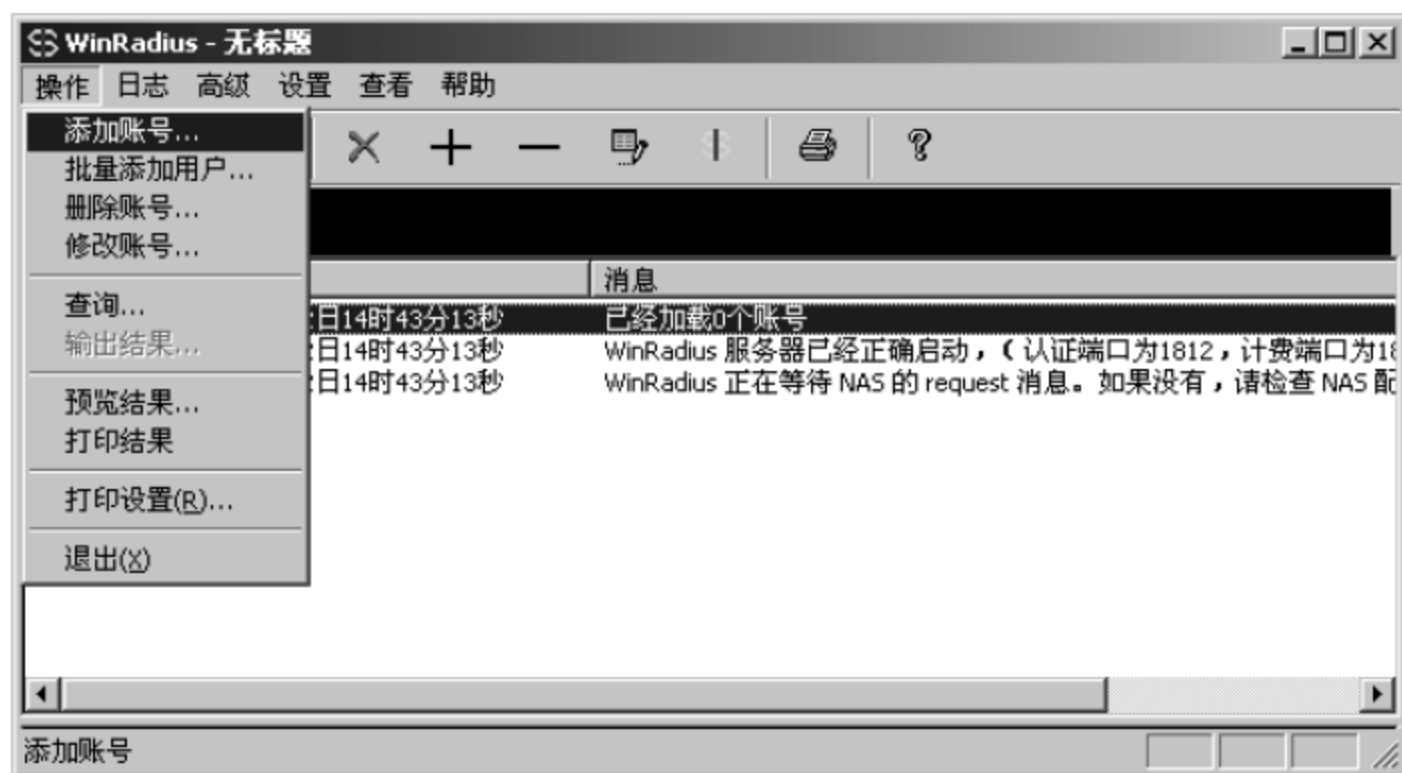 WinRadius - 无标题
操作 日志 高级 设置 查看 帮助
添加账号...
批量添加用户...
删除账号...
修改账号...
查询...
输出结果...
预览结果...
打印结果
打印设置(R)...
退出(X)
消息
日14时43分13秒 已经加载0个账号
日14时43分13秒 WinRadius 服务器已经正确启动，（认证端口为1812，计费端口为18
日14时43分13秒 WinRadius 正在等待 NAS 的 request 消息。如果没有，请检查 NAS 配
添加账号